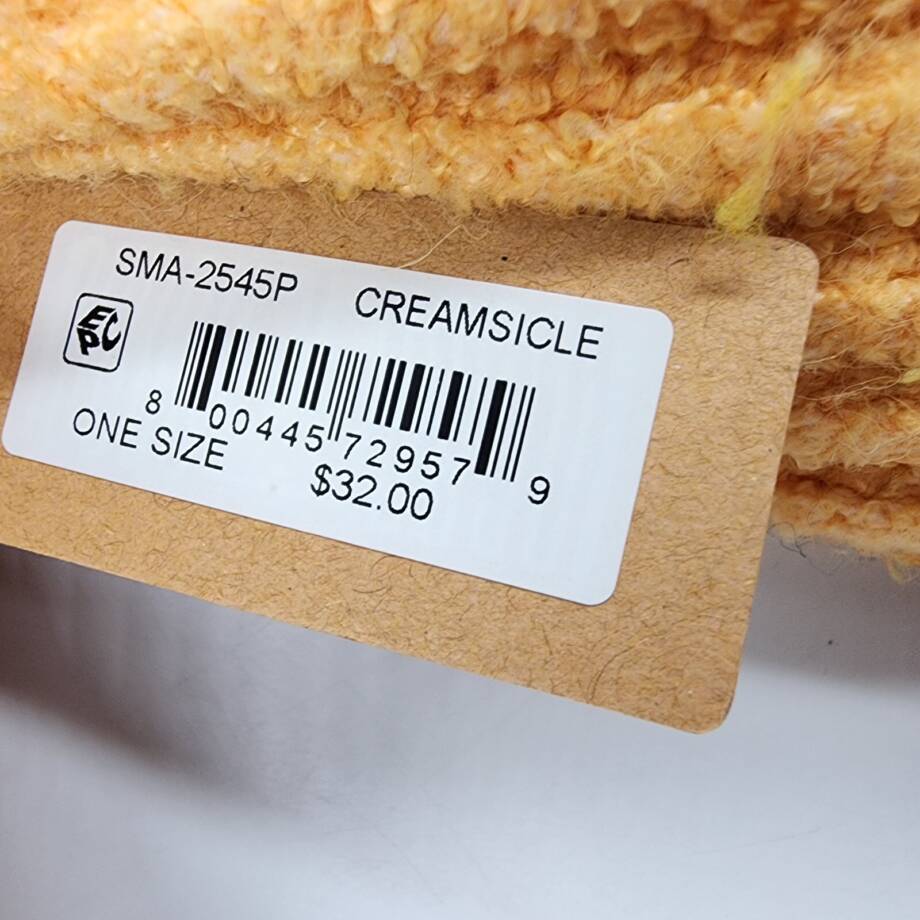 SMA-2545P CREAMSICLE
EPC
8 00445 72957 9
ONE SIZE
$32.00